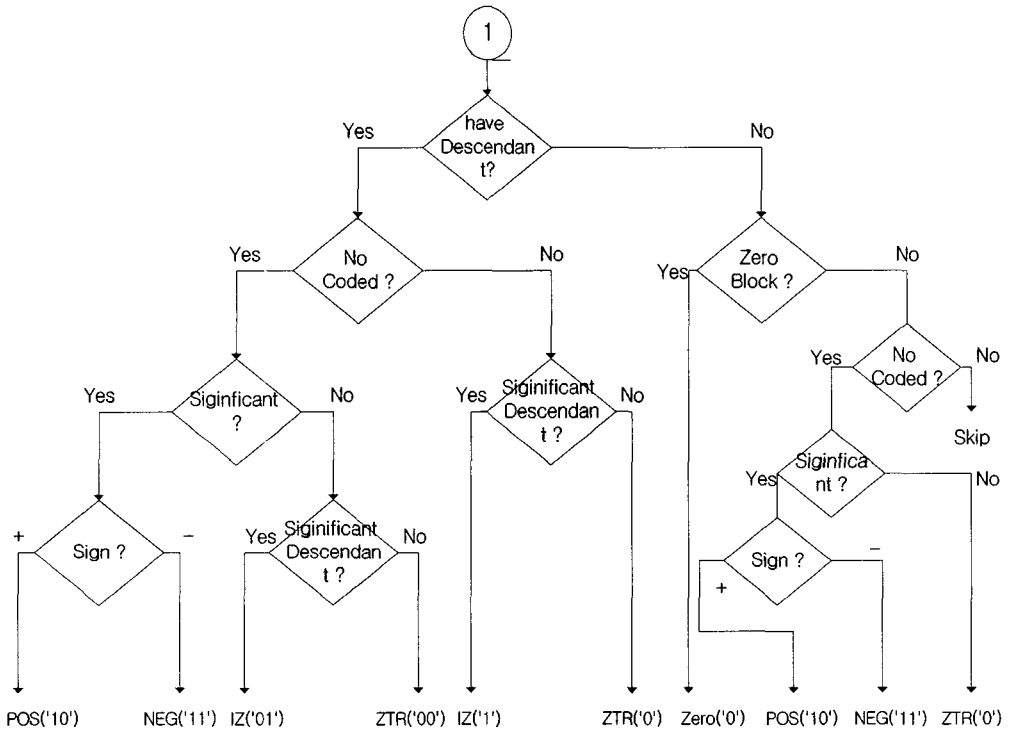 1
have
Descendan
t?
Yes
No
No
Coded ?
Yes
No
Zero
Block ?
Yes
No
Siginficant
?
Yes
No
Siginificant
Descendan
t ?
Yes
No
No
Coded ?
Yes
No
Skip
Siginfica
nt ?
Yes
No
Sign ?
+
-
Siginificant
Descendan
t ?
Yes
No
Sign ?
+
-
POS('10')
NEG('11')
IZ('01')
ZTR('00')
IZ('1')
ZTR('0')
Zero('0')
POS('10')
NEG('11')
ZTR('0')